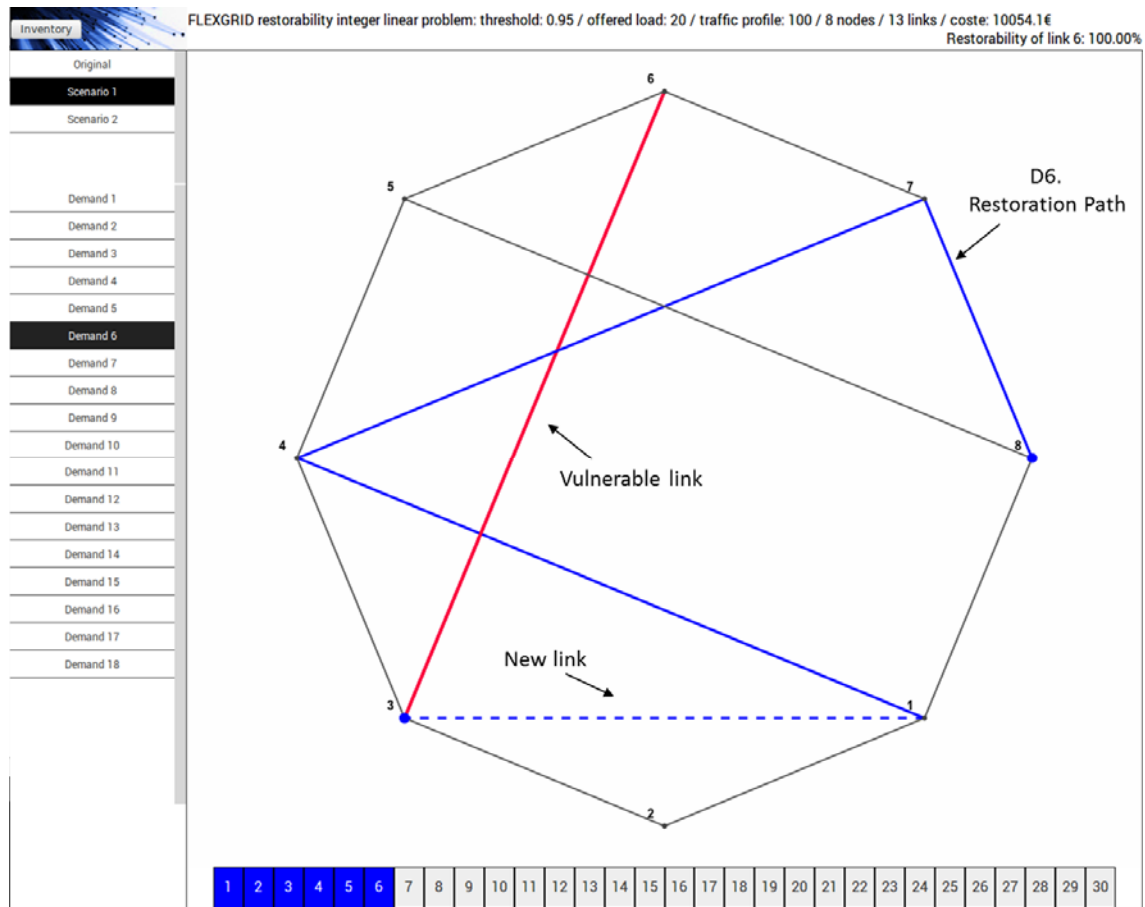 Inventory
FLEXGRID restorability integer linear problem: threshold: 0.95 / offered load: 20 / traffic profile: 100 / 8 nodes / 13 links / coste: 10054.1€
Restorability of link 6: 100.00%
Original
Scenario 1
Scenario 2
Demand 1
Demand 2
Demand 3
Demand 4
Demand 5
Demand 6
Demand 7
Demand 8
Demand 9
Demand 10
Demand 11
Demand 12
Demand 13
Demand 14
Demand 15
Demand 16
Demand 17
Demand 18
6
5
7
D6.
Restoration Path
4
8
Vulnerable link
New link
3
1
2
1 2 3 4 5 6 7 8 9 10 11 12 13 14 15 16 17 18 19 20 21 22 23 24 25 26 27 28 29 30